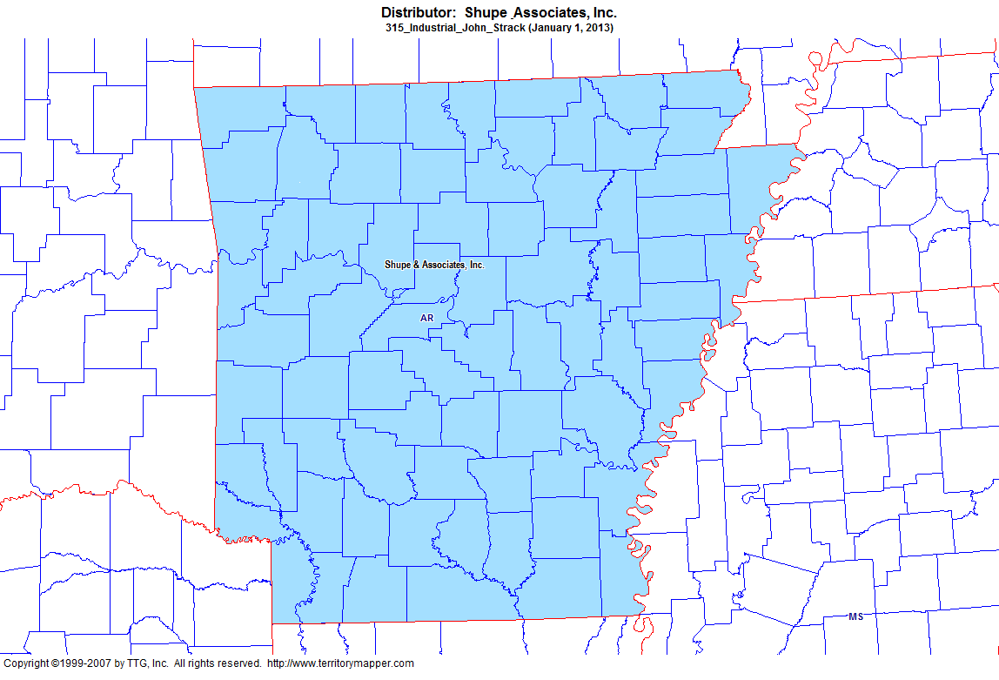 Distributor: Shupe _Associates, Inc.
315_Industrial_John_Strack (January 1, 2013)
Shupe & Associates, Inc.
AR
MS
Copyright ©1999-2007 by TTG, Inc. All rights reserved. http://www.territorymapper.com